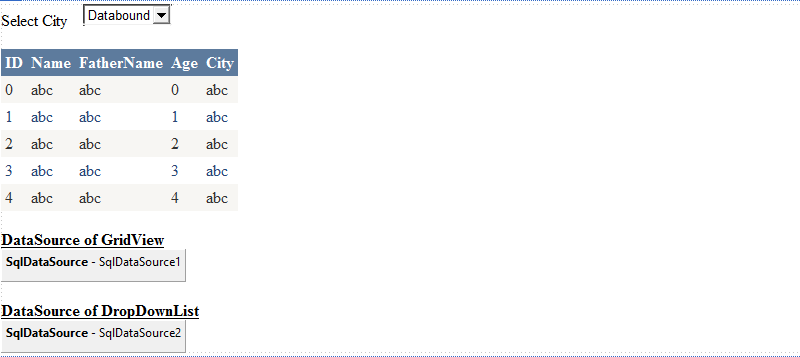 Select City Databound
ID Name FatherName Age City
0 abc abc 0 abc
1 abc abc 1 abc
2 abc abc 2 abc
3 abc abc 3 abc
4 abc abc 4 abc
DataSource of GridView
SqlDataSource - SqlDataSource1
DataSource of DropDownList
SqlDataSource - SqlDataSource2